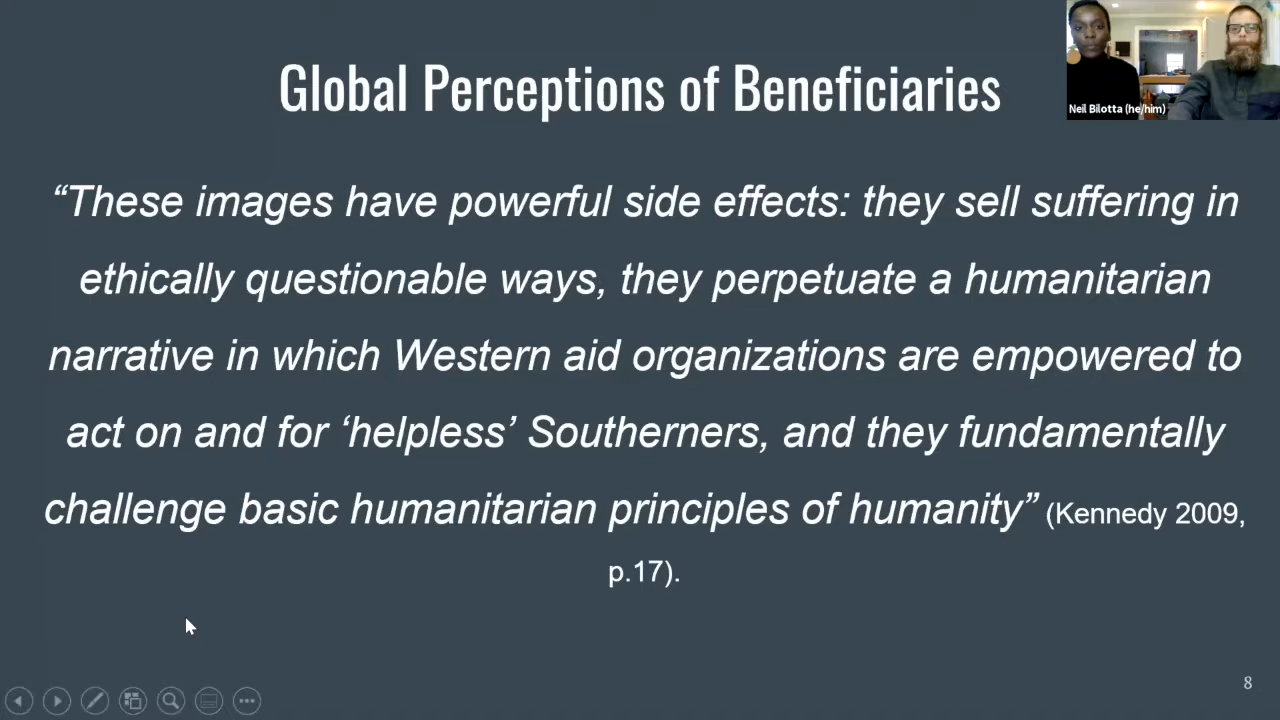 Global Perceptions of Beneficiaries
Neil Bilotta (he/him)
“These images have powerful side effects: they sell suffering in
ethically questionable ways, they perpetuate a humanitarian
narrative in which Western aid organizations are empowered to
act on and for ‘helpless’ Southerners, and they fundamentally
challenge basic humanitarian principles of humanity” (Kennedy 2009,
p.17).
8